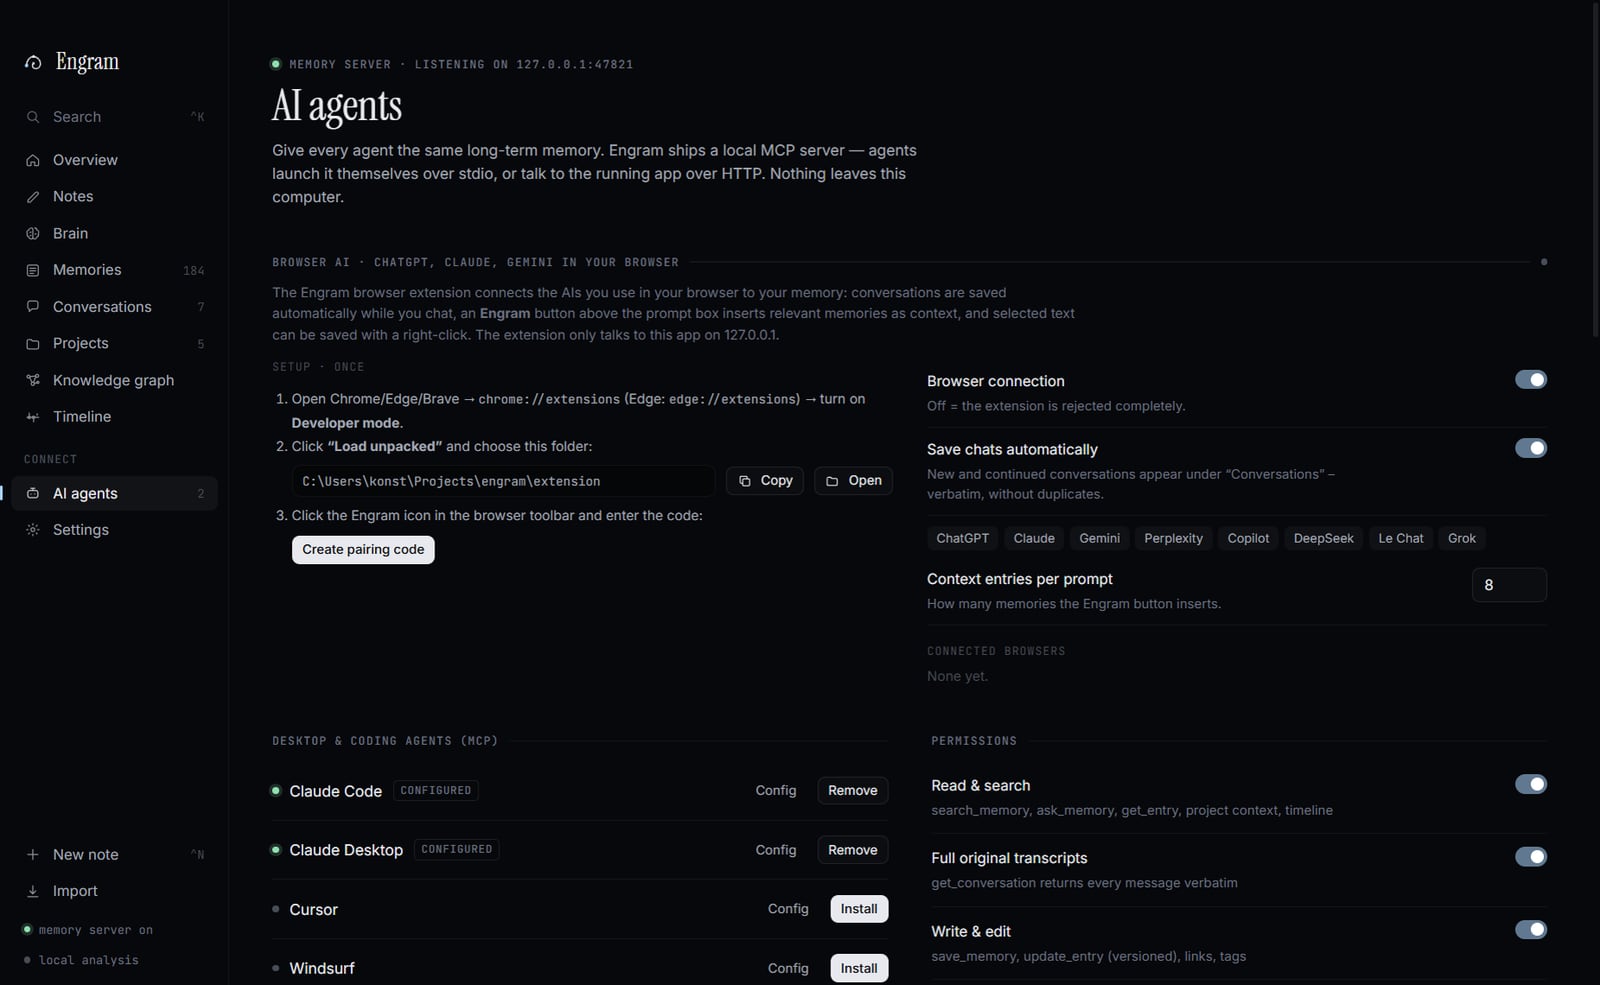 Engram
Search ^K
Overview
Notes
Brain
Memories 184
Conversations 7
Projects 5
Knowledge graph
Timeline
CONNECT
AI agents 2
Settings
New note ^N
Import
memory server on
local analysis
MEMORY SERVER · LISTENING ON 127.0.0.1:47821
AI agents
Give every agent the same long-term memory. Engram ships a local MCP server — agents
launch it themselves over stdio, or talk to the running app over HTTP. Nothing leaves this
computer.
BROWSER AI · CHATGPT, CLAUDE, GEMINI IN YOUR BROWSER
The Engram browser extension connects the AIs you use in your browser to your memory: conversations are saved
automatically while you chat, an Engram button above the prompt box inserts relevant memories as context, and selected text
can be saved with a right-click. The extension only talks to this app on 127.0.0.1.
SETUP · ONCE
1. Open Chrome/Edge/Brave → chrome://extensions (Edge: edge://extensions) → turn on
Developer mode.
2. Click “Load unpacked” and choose this folder:
C:\Users\konst\Projects\engram\extension Copy Open
3. Click the Engram icon in the browser toolbar and enter the code:
Create pairing code
Browser connection
Off = the extension is rejected completely.
Save chats automatically
New and continued conversations appear under “Conversations” –
verbatim, without duplicates.
ChatGPT Claude Gemini Perplexity Copilot DeepSeek Le Chat Grok
Context entries per prompt 8
How many memories the Engram button inserts.
CONNECTED BROWSERS
None yet.
DESKTOP & CODING AGENTS (MCP)
Claude Code CONFIGURED Config Remove
Claude Desktop CONFIGURED Config Remove
Cursor Config Install
Windsurf Config Install
PERMISSIONS
Read & search
search_memory, ask_memory, get_entry, project context, timeline
Full original transcripts
get_conversation returns every message verbatim
Write & edit
save_memory, update_entry (versioned), links, tags